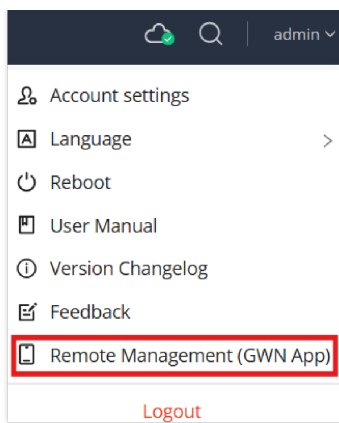 admin
Account settings
Language
Reboot
User Manual
Version Changelog
Feedback
Remote Management (GWN App)
Logout